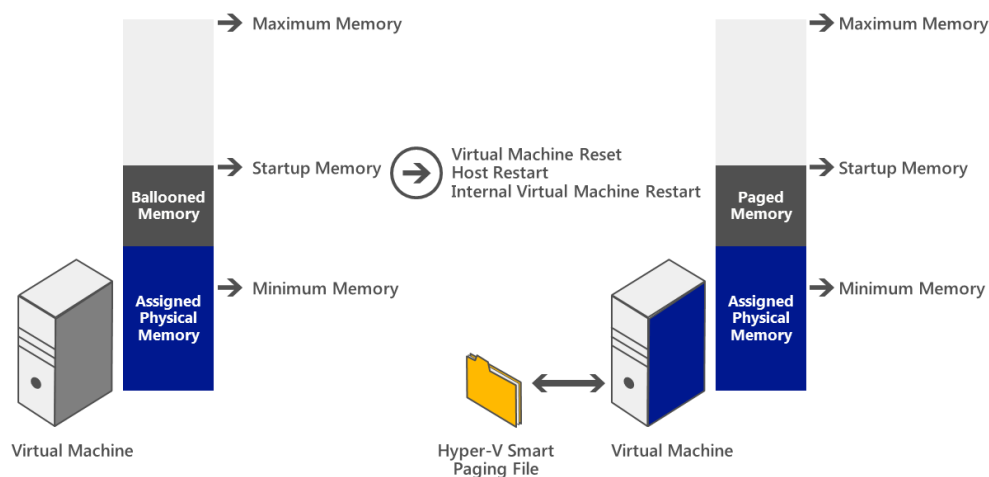 Maximum Memory
Startup Memory
Ballooned
Memory
Minimum Memory
Assigned
Physical
Memory
Virtual Machine
Virtual Machine Reset
Host Restart
Internal Virtual Machine Restart
Maximum Memory
Startup Memory
Paged
Memory
Minimum Memory
Assigned
Physical
Memory
Hyper-V Smart
Paging File
Virtual Machine